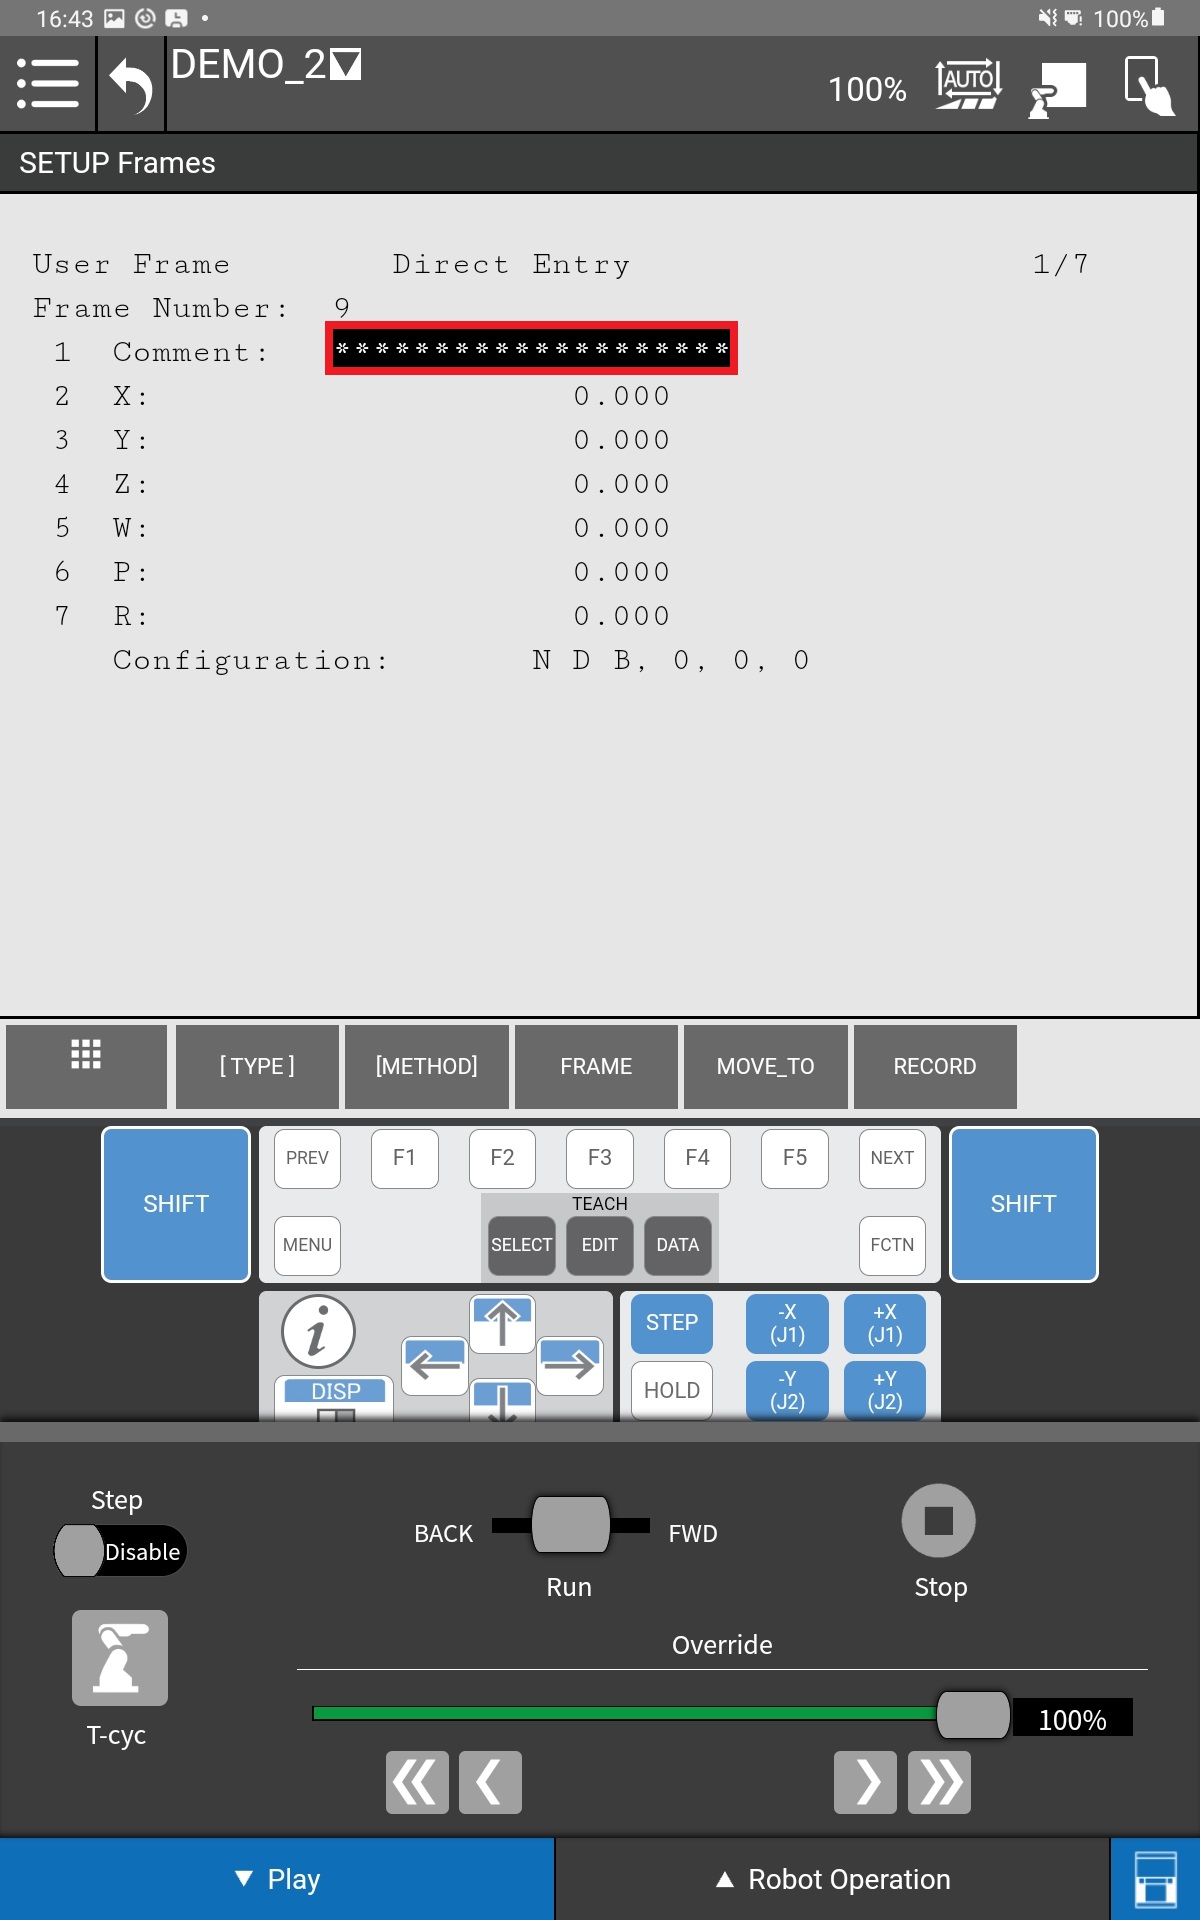 16:43 100%
DEMO_2
100% AUTO
SETUP Frames
User Frame Direct Entry 1/7
Frame Number: 9
1 Comment: ********************
2 X: 0.000
3 Y: 0.000
4 Z: 0.000
5 W: 0.000
6 P: 0.000
7 R: 0.000
Configuration: N D B, 0, 0, 0
[ TYPE ] [METHOD] FRAME MOVE_TO RECORD
PREV F1 F2 F3 F4 F5 NEXT
SHIFT TEACH SHIFT
MENU SELECT EDIT DATA FCTN
i STEP -X (J1) +X (J1)
DISP HOLD -Y (J2) +Y (J2)
Step
Disable
BACK FWD
Run Stop
Override
T-cyc 100%
▼ Play ▲ Robot Operation